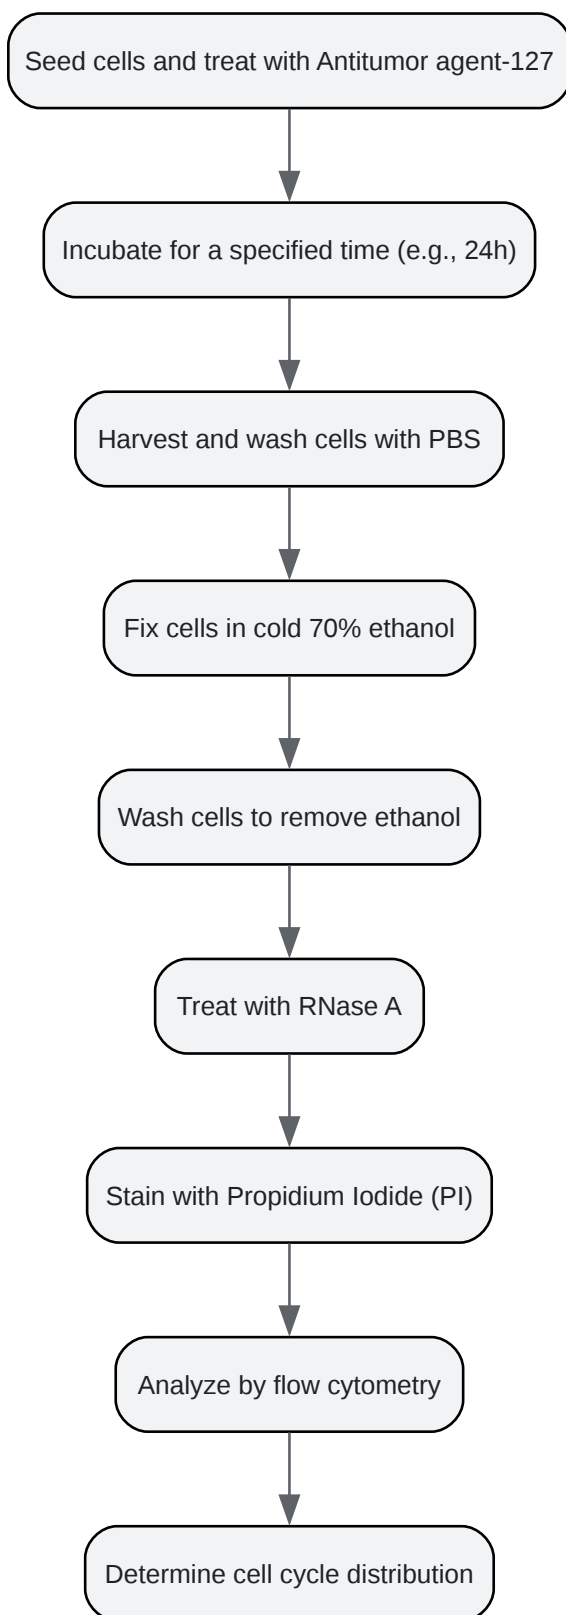 Seed cells and treat with Antitumor agent-127
Incubate for a specified time (e.g., 24h)
Harvest and wash cells with PBS
Fix cells in cold 70% ethanol
Wash cells to remove ethanol
Treat with RNase A
Stain with Propidium Iodide (PI)
Analyze by flow cytometry
Determine cell cycle distribution